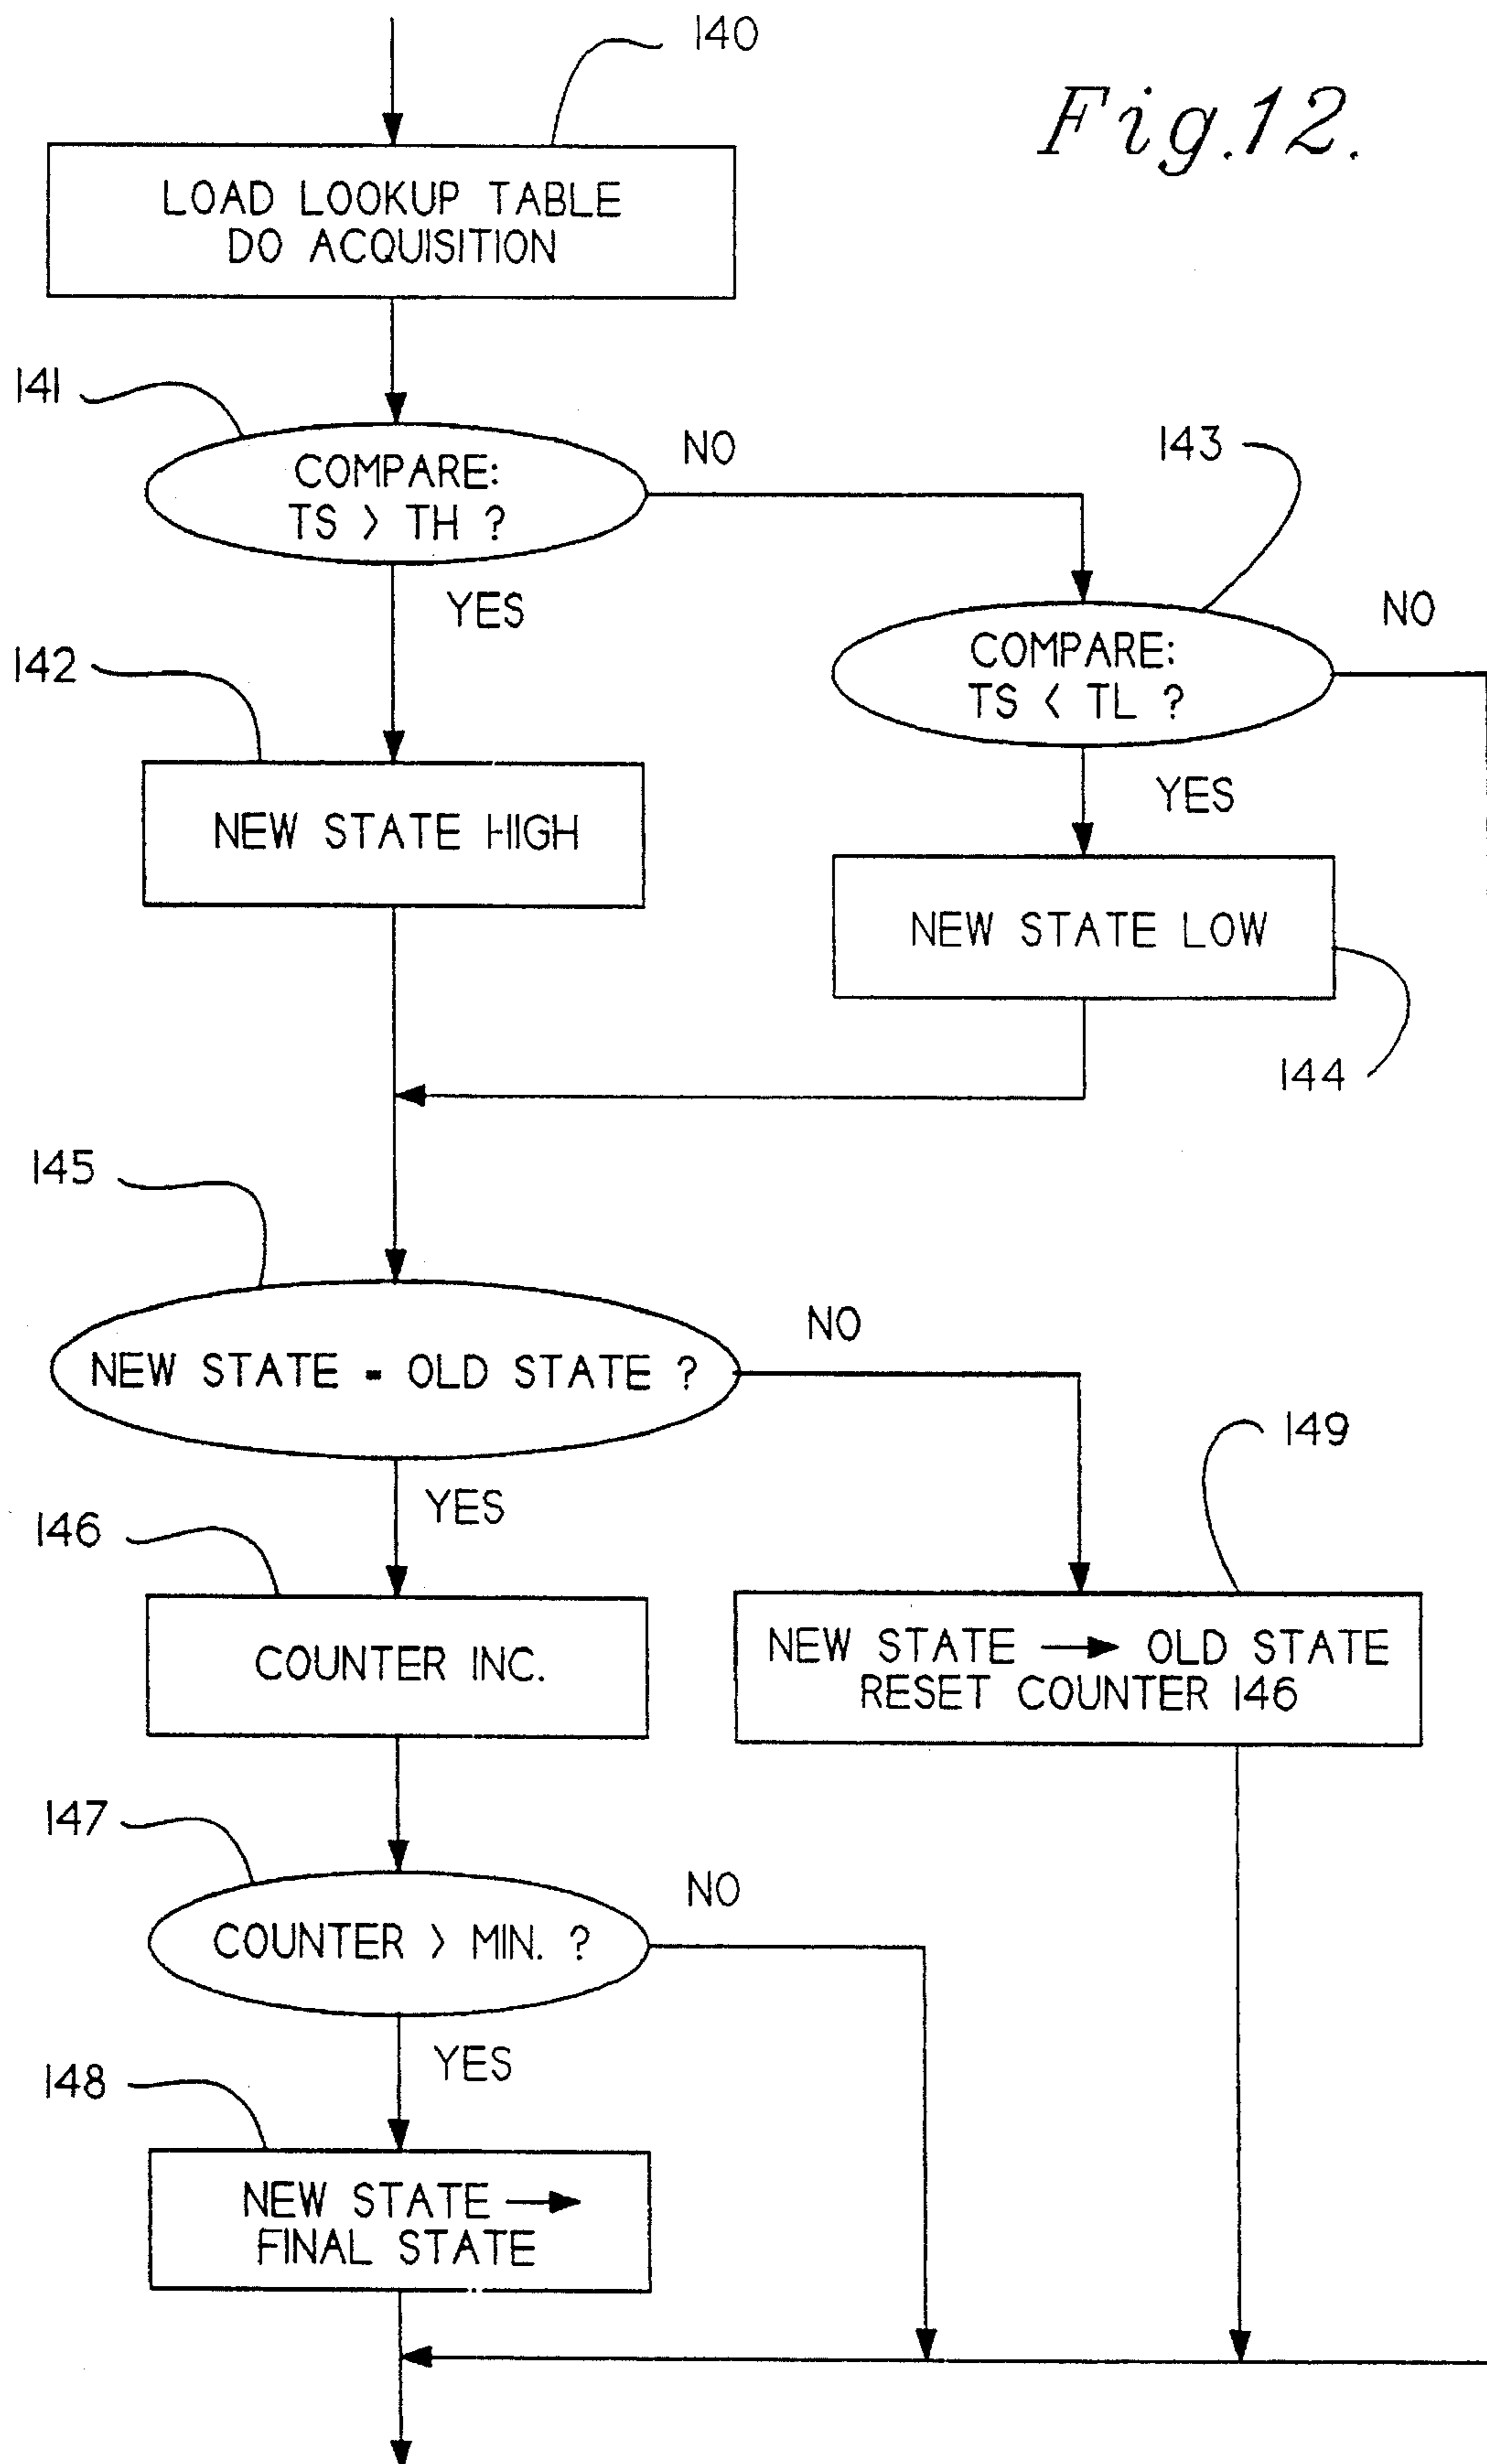 140
Fig.12.
LOAD LOOKUP TABLE
DO ACQUISITION
141
COMPARE:
TS > TH ?
NO
YES
143
COMPARE:
TS < TL ?
NO
YES
142
NEW STATE HIGH
NEW STATE LOW
144
145
NEW STATE = OLD STATE ?
NO
YES
149
146
COUNTER INC.
NEW STATE → OLD STATE
RESET COUNTER 146
147
COUNTER > MIN. ?
NO
YES
148
NEW STATE →
FINAL STATE